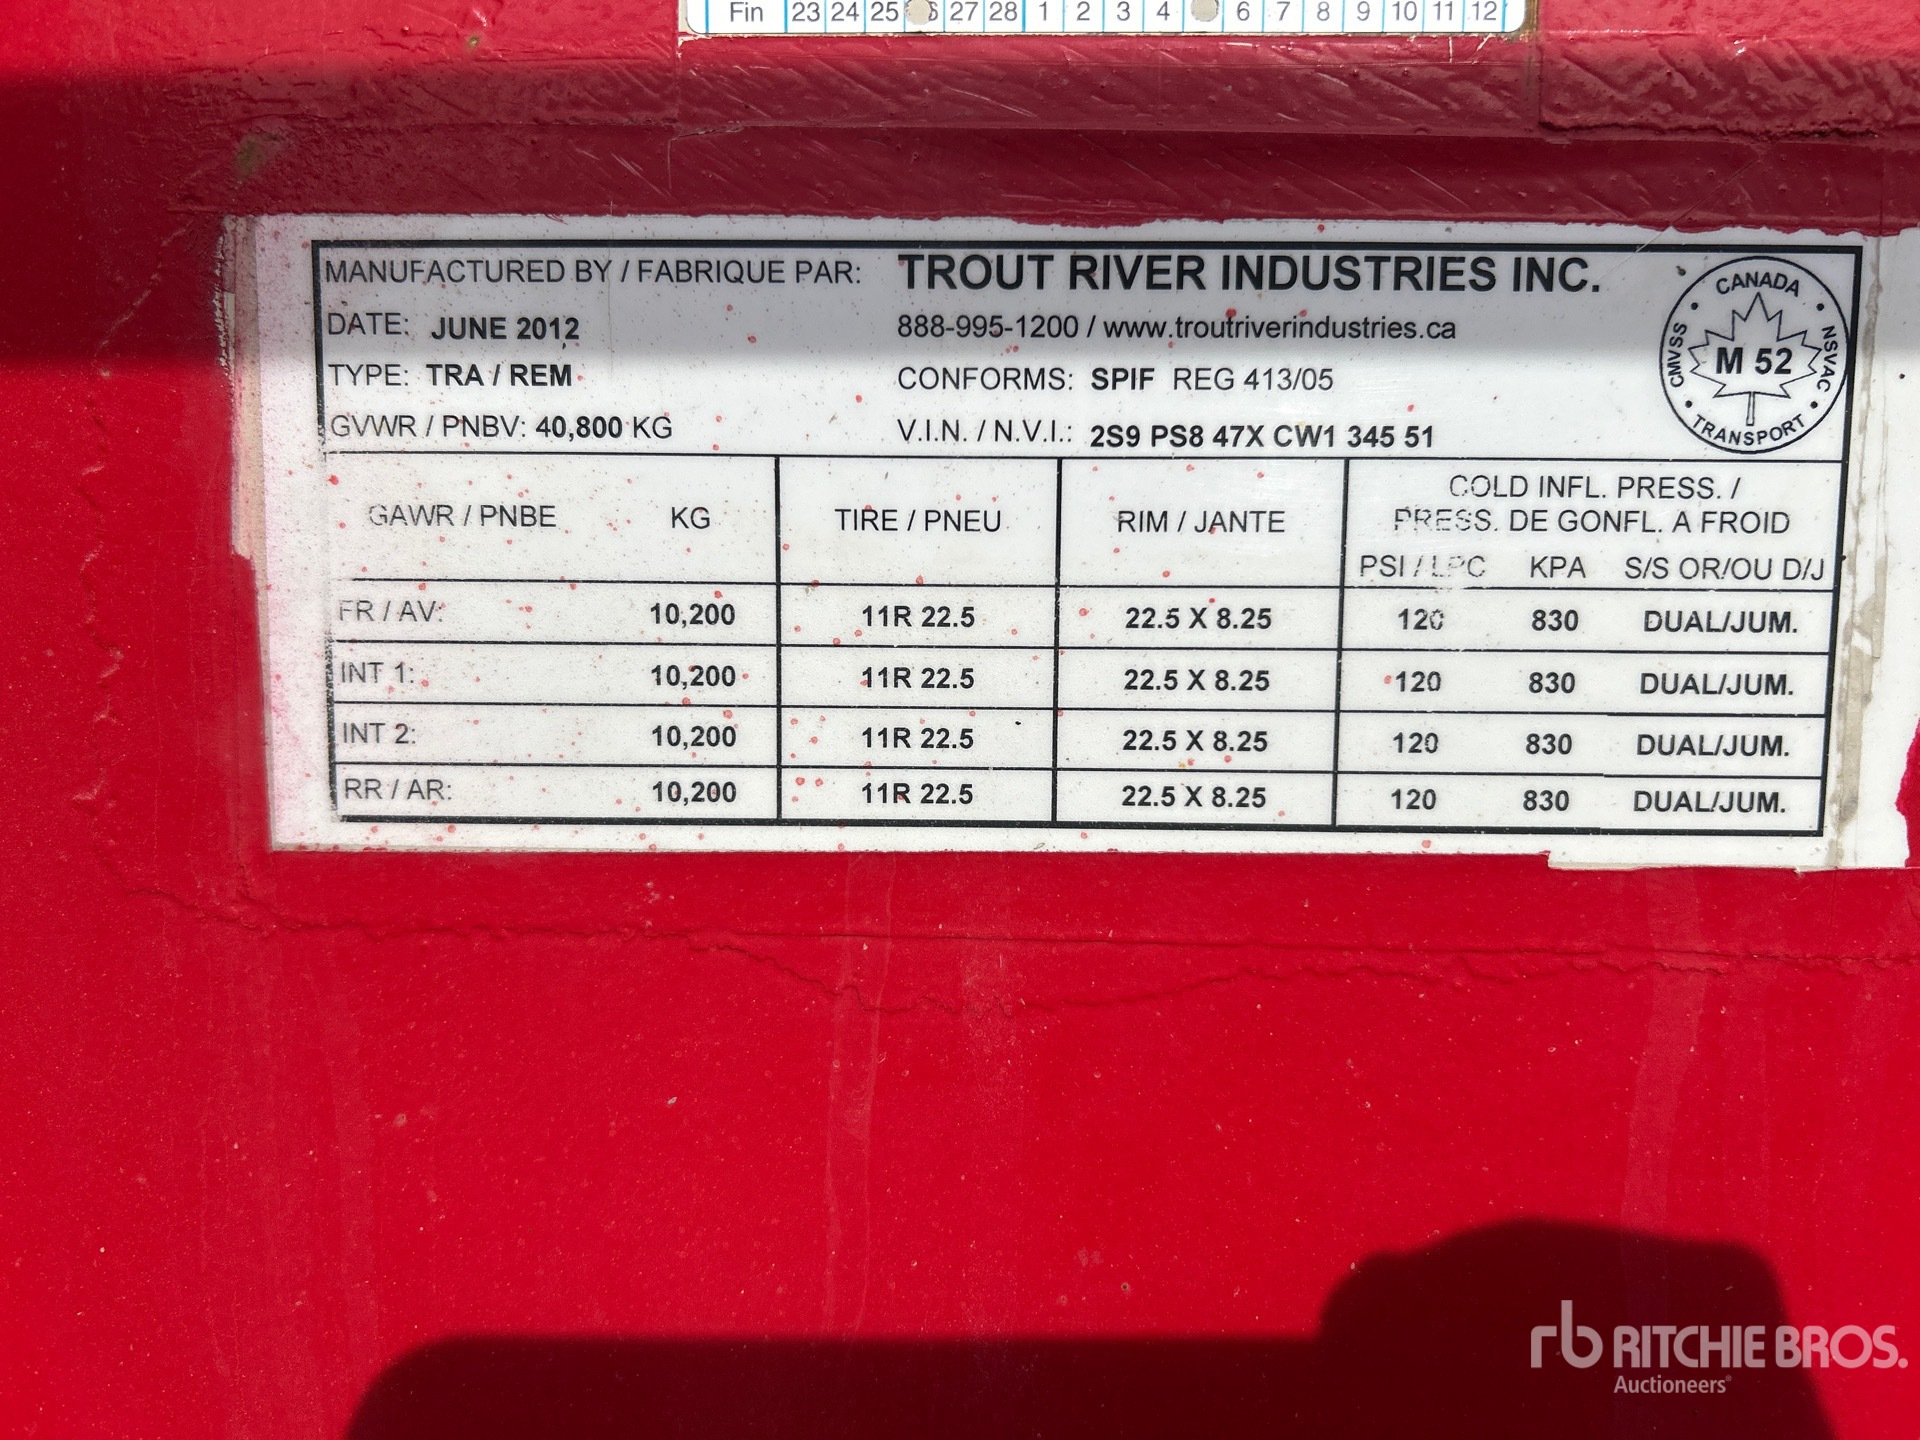 Fin 23 24 25 27 28 1 2 3 4 6 7 8 9 10 11 12
MANUFACTURED BY / FABRIQUE PAR: TROUT RIVER INDUSTRIES INC.
DATE: JUNE 2012 888-995-1200 / www.troutriverindustries.ca
TYPE: TRA / REM CONFORMS: SPIF REG 413/05
GVWR / PNBV: 40,800 KG V.I.N. / N.V.I.: 2S9 PS8 47X CW1 345 51
CANADA
CMVSS M 52 NSVAC
TRANSPORT
GAWR / PNBE KG TIRE / PNEU RIM / JANTE COLD INFL. PRESS. /
PRESS. DE GONFL. A FROID
PSI / LPC KPA S/S OR/OU D/J
FR / AV: 10,200 11R 22.5 22.5 X 8.25 120 830 DUAL/JUM.
INT 1: 10,200 11R 22.5 22.5 X 8.25 120 830 DUAL/JUM.
INT 2: 10,200 11R 22.5 22.5 X 8.25 120 830 DUAL/JUM.
RR / AR: 10,200 11R 22.5 22.5 X 8.25 120 830 DUAL/JUM.
rb RITCHIE BROS.
Auctioneers